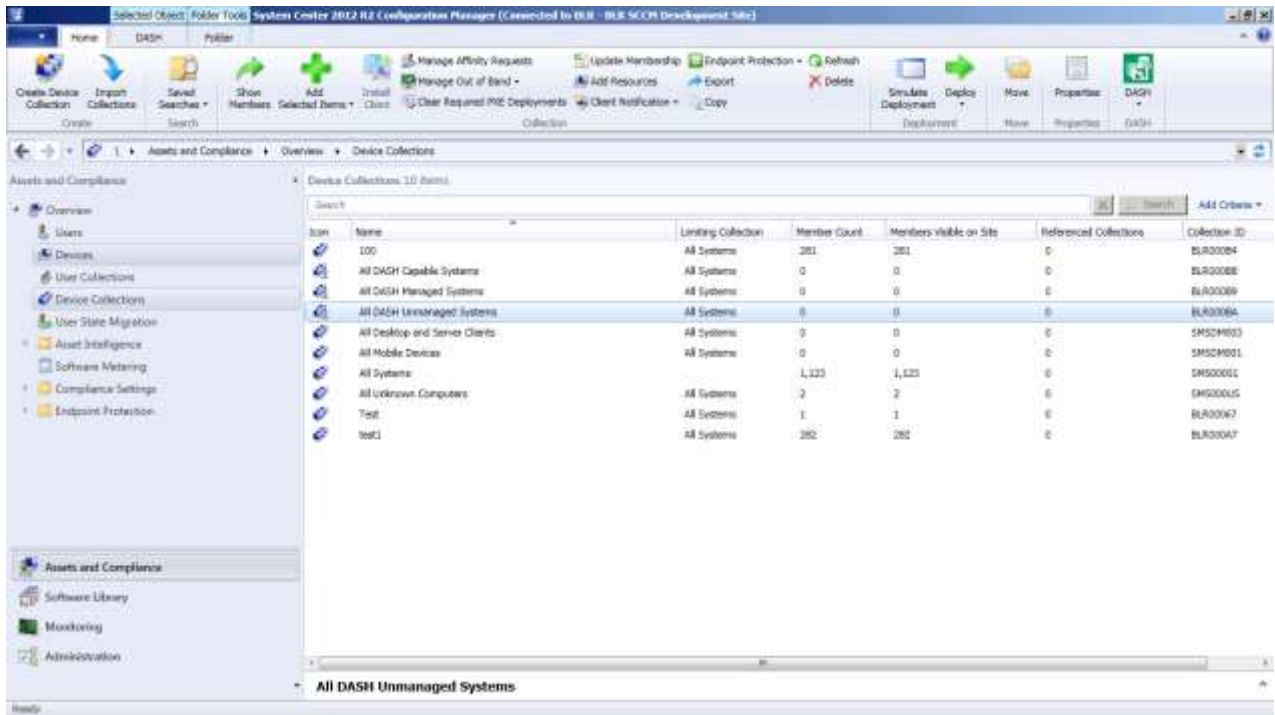 Selected Object Folder Tools System Center 2012 R2 Configuration Manager (Connected to BLR - BLR SCCM Development Site)
Home DASH Folder
Create Device Collection
Import Collections
Saved Searches
Show Members
Add Selected Items
Install Client
Manage Affinity Requests
Manage Out of Band
Clear Required PXE Deployments
Update Membership
Add Resources
Client Notification
Endpoint Protection
Export
Copy
Refresh
Delete
Simulate Deployment
Deploy
Move
Properties
DASH
Create Search Collection Deployment Move Properties DASH
\ Assets and Compliance Overview Device Collections
Assets and Compliance
Overview
Users
Devices
User Collections
Device Collections
User State Migration
Asset Intelligence
Software Metering
Compliance Settings
Endpoint Protection
Assets and Compliance
Software Library
Monitoring
Administration
Device Collections 10 items
Search Search Add Criteria
Icon Name Limiting Collection Member Count Members Visible on Site Referenced Collections Collection ID
100 All Systems 281 281 0 BLR000B4
All DASH Capable Systems All Systems 0 0 0 BLR000BB
All DASH Managed Systems All Systems 0 0 0 BLR000B9
All DASH Unmanaged Systems All Systems 0 0 0 BLR000BA
All Desktop and Server Clients All Systems 0 0 0 SMSDM003
All Mobile Devices All Systems 0 0 0 SMSDM001
All Systems 1,123 1,123 0 SMS00001
All Unknown Computers All Systems 2 2 0 SMS000US
Test All Systems 1 1 0 BLR00067
test1 All Systems 282 282 0 BLR000A7
All DASH Unmanaged Systems
Ready